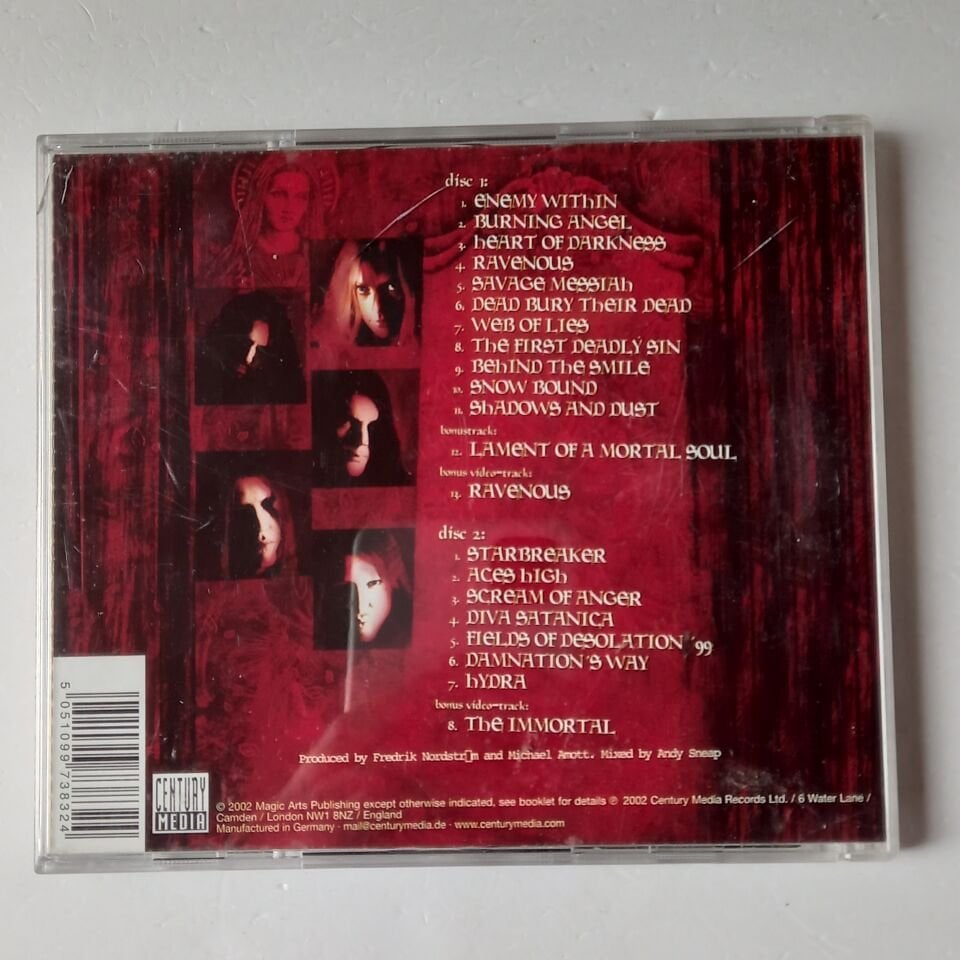 disc 1:
1. ENEMY WITHIN
2. BURNING ANGEL
3. HEART OF DARKNESS
4. RAVENOUS
5. SAVAGE MESSIAH
6. DEAD BURY THEIR DEAD
7. WEB OF LIES
8. THE FIRST DEADLY SIN
9. BEHIND THE SMILE
10. SNOW BOUND
11. SHADOWS AND DUST
bonustrack:
12. LAMENT OF A MORTAL SOUL
bonus video-track:
13. RAVENOUS
disc 2:
1. STARBREAKER
2. ACES HIGH
3. SCREAM OF ANGER
4 DIVA SATANICA
5. FIELDS OF DESOLATION '99
6. DAMNATION'S WAY
7. HYDRA
bonus video-track:
8. THE IMMORTAL
Produced by Fredrik Nordstr▯m and Michael Amott. Mixed by Andy Sneap
5 051099 738324
CENTURY
MEDIA
© 2002 Magic Arts Publishing except otherwise indicated, see booklet for details ℗ 2002 Century Media Records Ltd. / 6 Water Lane /
Camden / London NW1 8NZ / England
Manufactured in Germany · mail@centurymedia.de · www.centurymedia.com